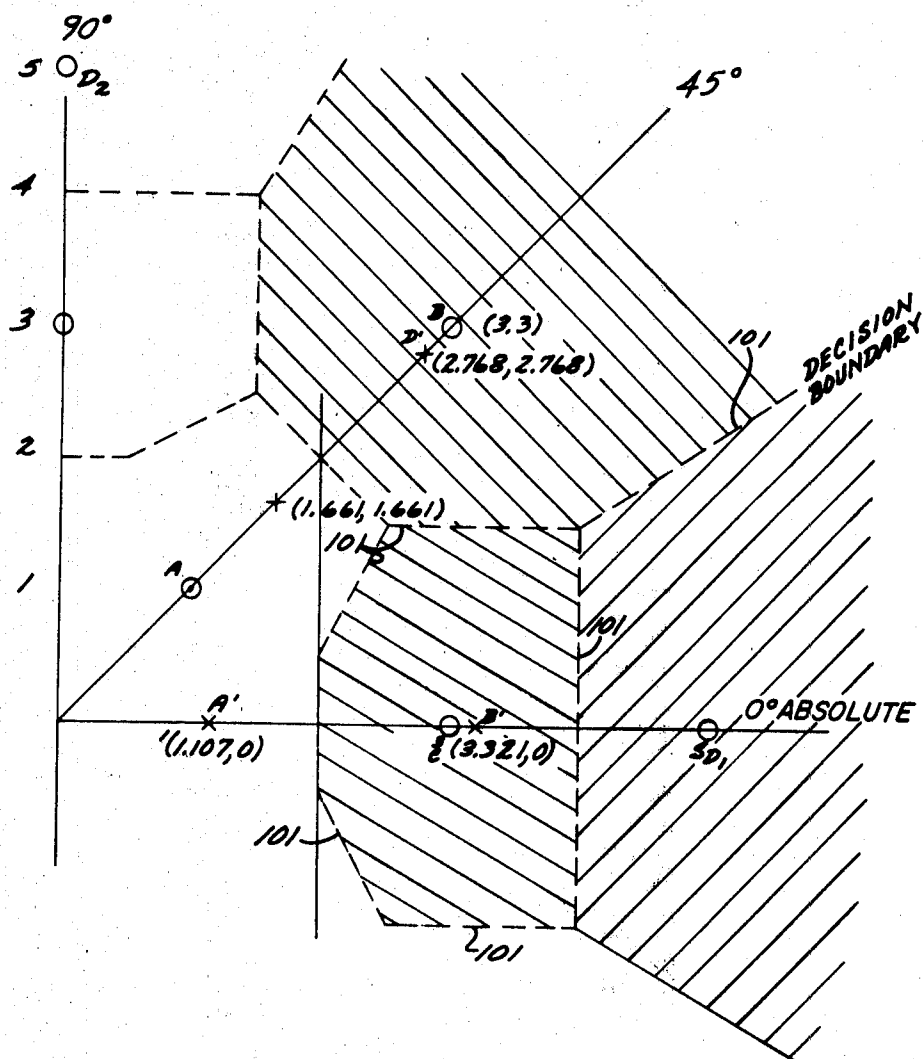 90°
5
D2
45°
4
3
B
(3.3)
D'
(2.768, 2.768)
101
DECISION
BOUNDARY
2
(1.661, 1.661)
101
A
1
101
A'
B'
0° ABSOLUTE
'(1.107,0)
(3.321,0)
5D1
101
101